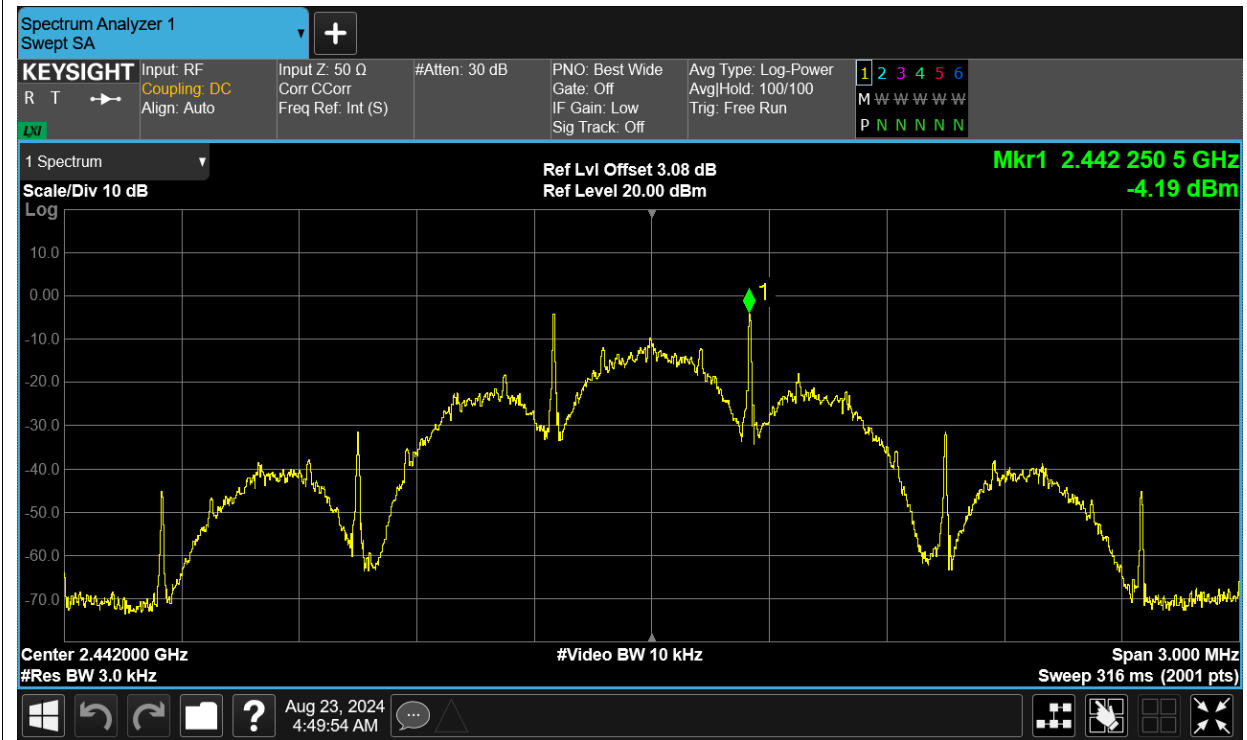 Spectrum Analyzer 1
Swept SA
KEYSIGHT
R T
LXI
Input: RF
Coupling: DC
Align: Auto
Input Z: 50 Ω
Corr CCorr
Freq Ref: Int (S)
#Atten: 30 dB
PNO: Best Wide
Gate: Off
IF Gain: Low
Sig Track: Off
Avg Type: Log-Power
Avg|Hold: 100/100
Trig: Free Run
1 2 3 4 5 6
M W W W W W
P N N N N N
1 Spectrum
Scale/Div 10 dB
Log
Ref Lvl Offset 3.08 dB
Ref Level 20.00 dBm
Mkr1 2.442 250 5 GHz
-4.19 dBm
10.0
0.00
1
-10.0
-20.0
-30.0
-40.0
-50.0
-60.0
-70.0
Center 2.442000 GHz
#Video BW 10 kHz
Span 3.000 MHz
#Res BW 3.0 kHz
Sweep 316 ms (2001 pts)
?
Aug 23, 2024
4:49:54 AM